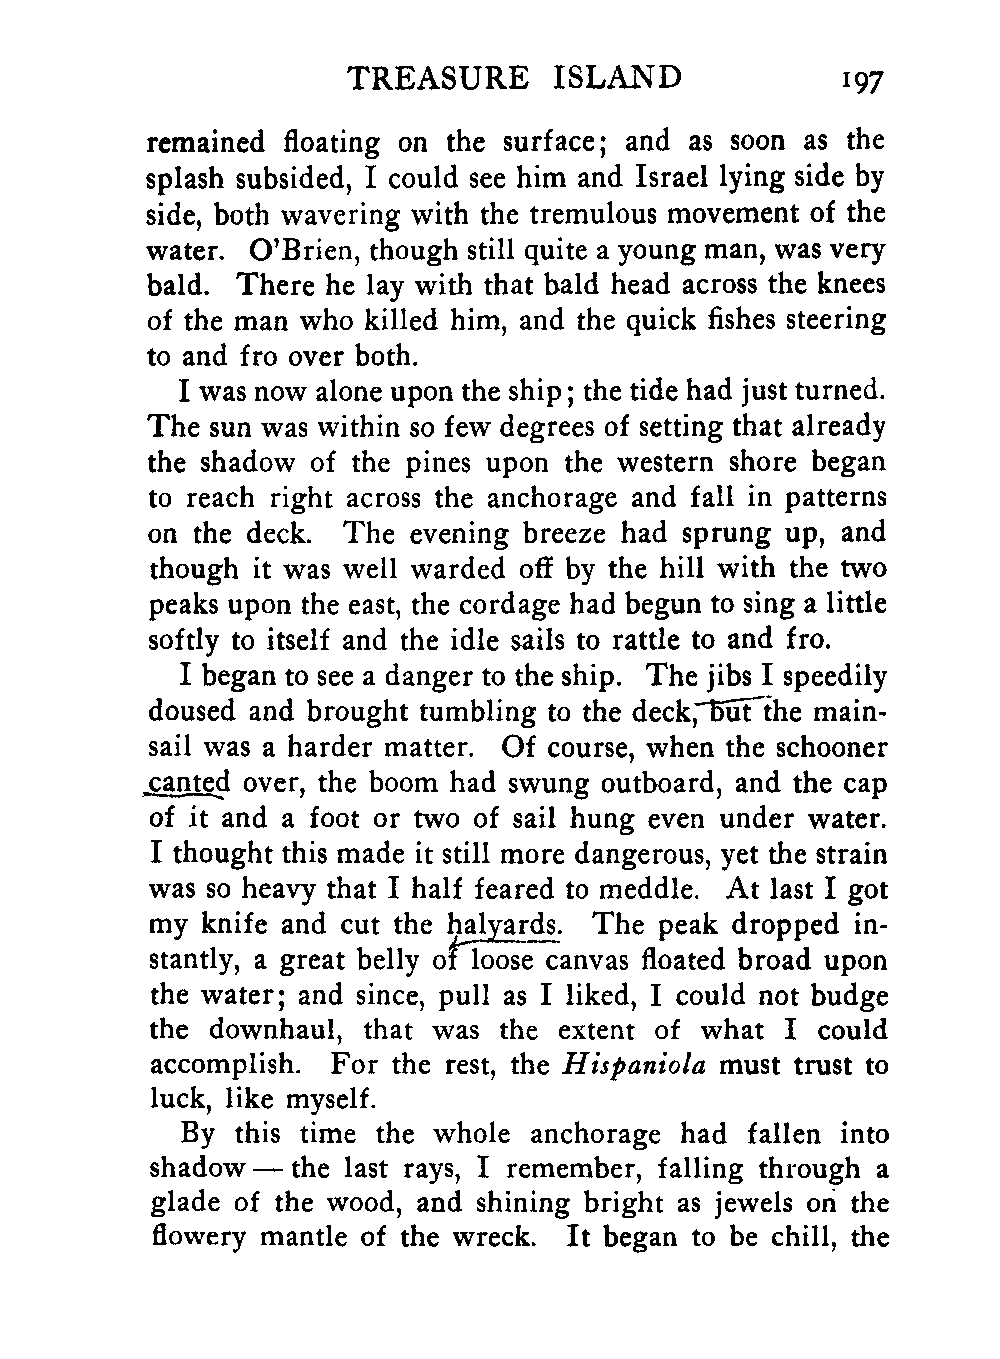 TREASURE ISLAND 197
remained floating on the surface; and as soon as the
splash subsided, I could see him and Israel lying side by
side, both wavering with the tremulous movement of the
water. O'Brien, though still quite a young man, was very
bald. There he lay with that bald head across the knees
of the man who killed him, and the quick fishes steering
to and fro over both.
I was now alone upon the ship; the tide had just turned.
The sun was within so few degrees of setting that already
the shadow of the pines upon the western shore began
to reach right across the anchorage and fall in patterns
on the deck. The evening breeze had sprung up, and
though it was well warded off by the hill with the two
peaks upon the east, the cordage had begun to sing a little
softly to itself and the idle sails to rattle to and fro.
I began to see a danger to the ship. The jibs I speedily
doused and brought tumbling to the deck, but the main-
sail was a harder matter. Of course, when the schooner
canted over, the boom had swung outboard, and the cap
of it and a foot or two of sail hung even under water.
I thought this made it still more dangerous, yet the strain
was so heavy that I half feared to meddle. At last I got
my knife and cut the halyards. The peak dropped in-
stantly, a great belly of loose canvas floated broad upon
the water; and since, pull as I liked, I could not budge
the downhaul, that was the extent of what I could
accomplish. For the rest, the Hispaniola must trust to
luck, like myself.
By this time the whole anchorage had fallen into
shadow — the last rays, I remember, falling through a
glade of the wood, and shining bright as jewels on the
flowery mantle of the wreck. It began to be chill, the